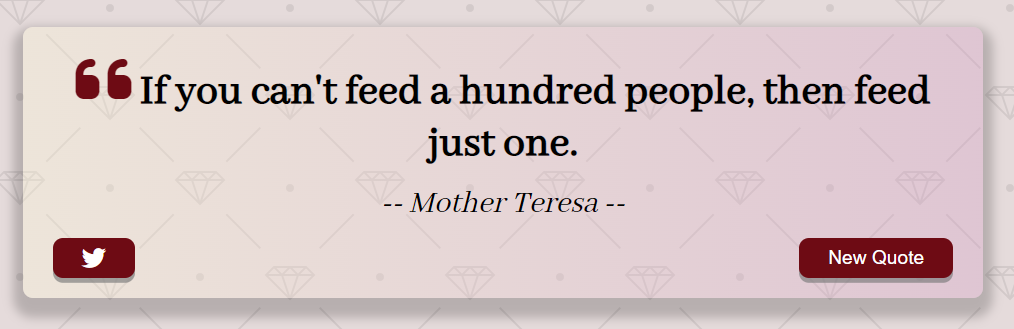 If you can't feed a hundred people, then feed
just one.
-- Mother Teresa --
New Quote